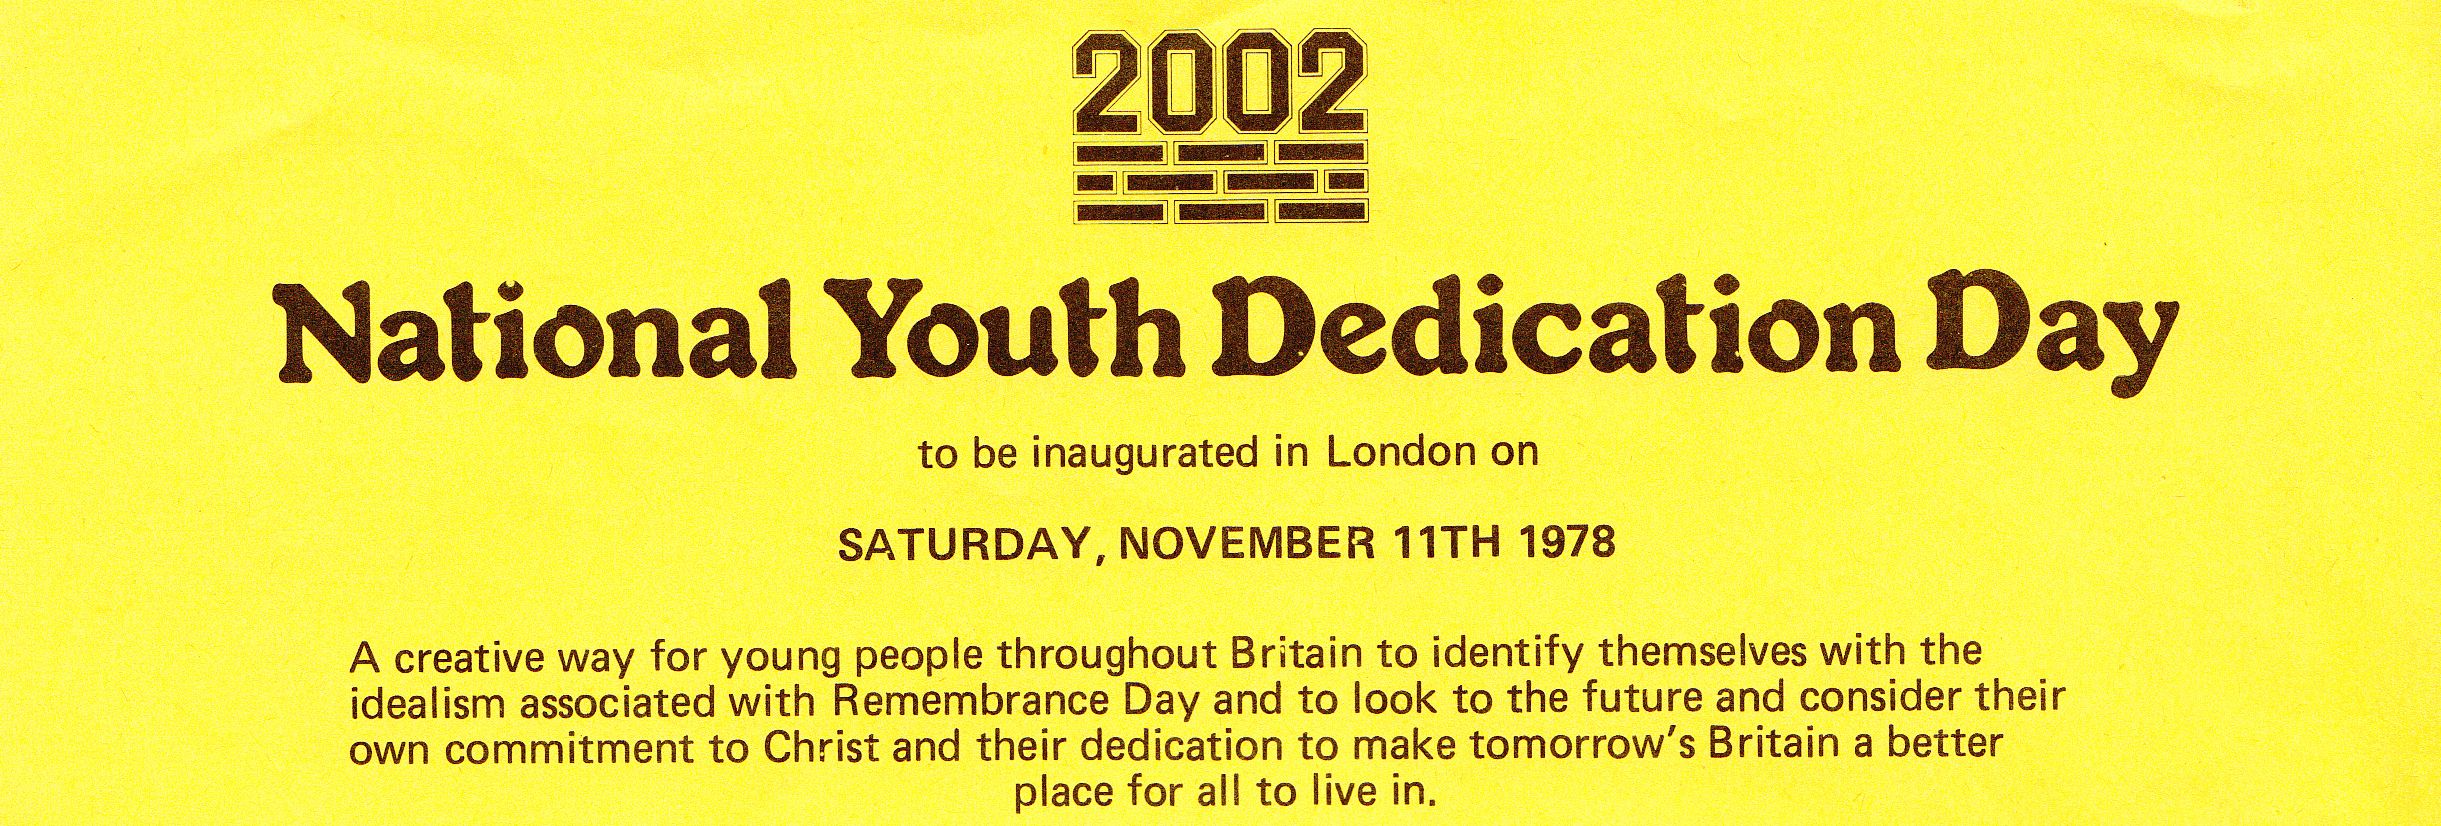 2002
National Youth Dedication Day
to be inaugurated in London on
SATURDAY, NOVEMBER 11TH 1978
A creative way for young people throughout Britain to identify themselves with the
idealism associated with Remembrance Day and to look to the future and consider their
own commitment to Christ and their dedication to make tomorrow's Britain a better
place for all to live in.